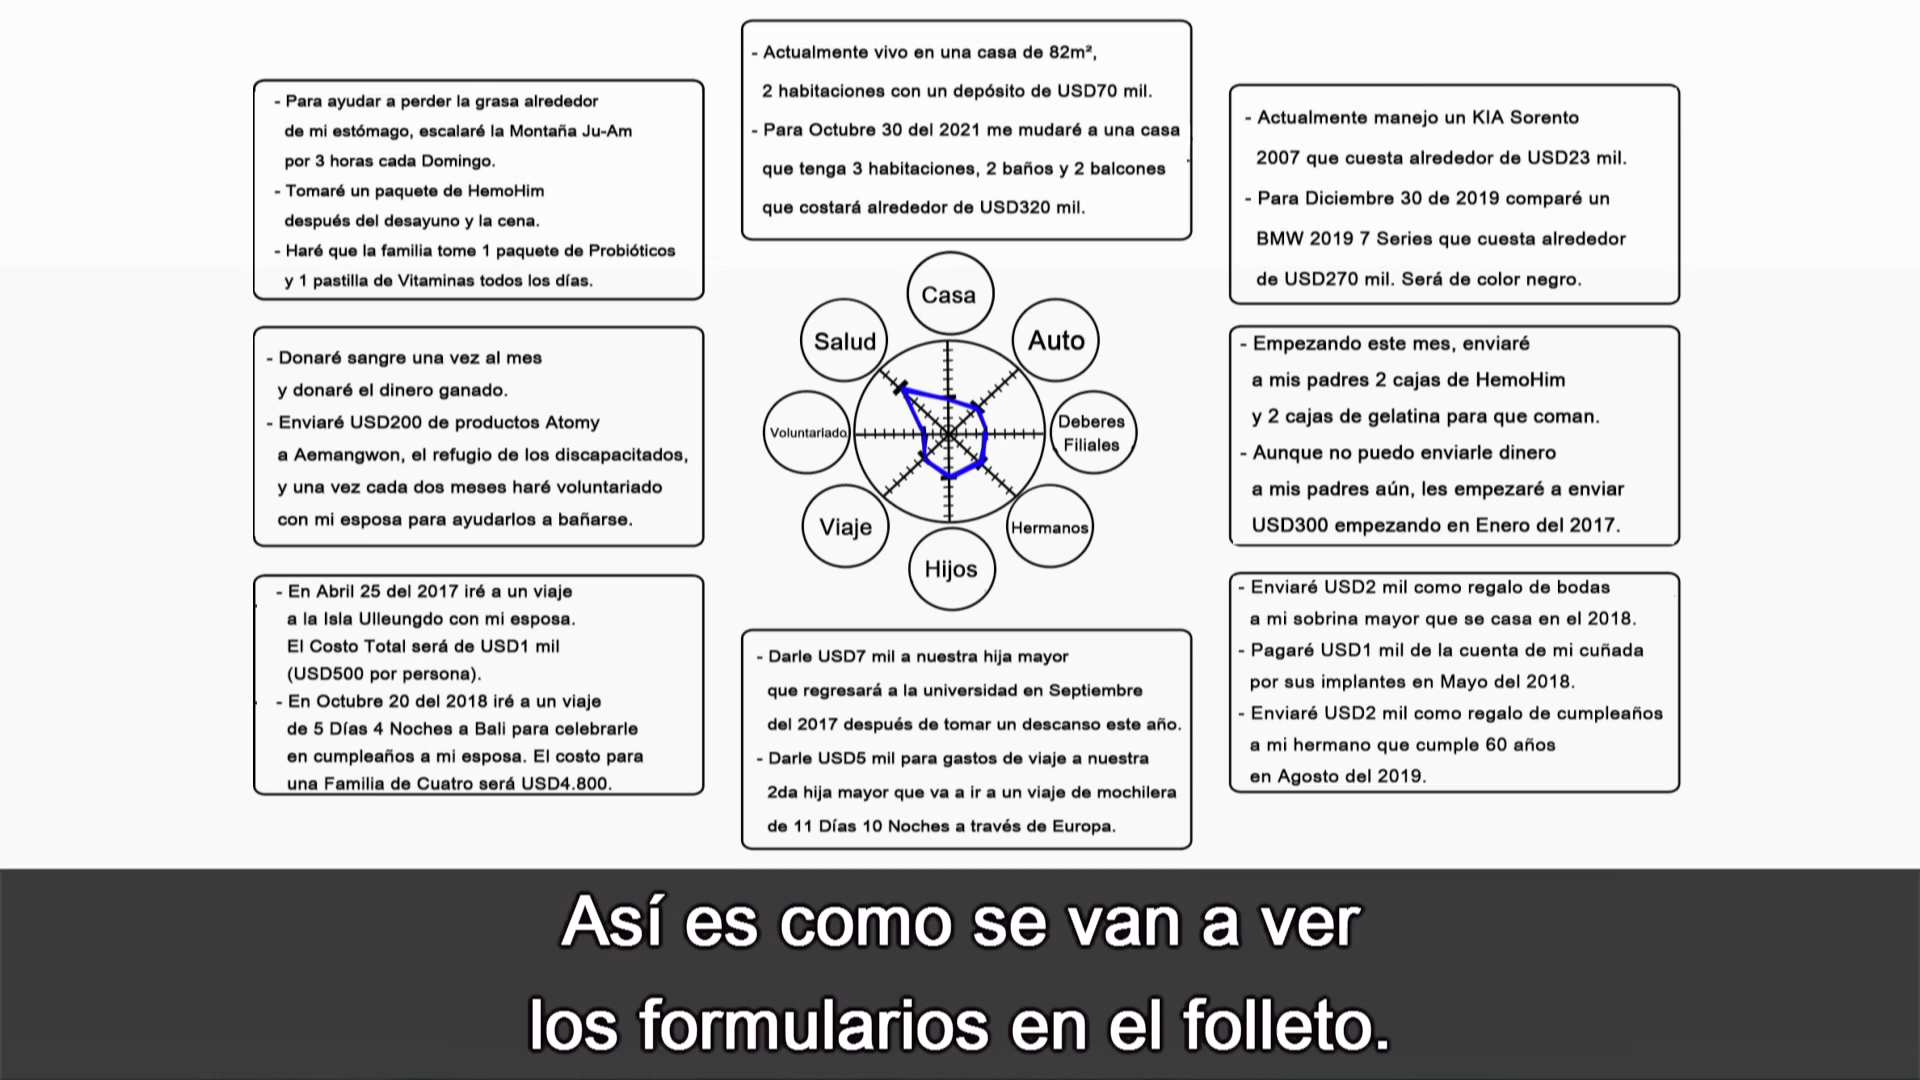 - Actualmente vivo en una casa de 82m²,
2 habitaciones con un depósito de USD70 mil.
- Para Octubre 30 del 2021 me mudaré a una casa
que tenga 3 habitaciones, 2 baños y 2 balcones
que costará alrededor de USD320 mil.
- Para ayudar a perder la grasa alrededor
de mi estómago, escalaré la Montaña Ju-Am
por 3 horas cada Domingo.
- Tomaré un paquete de HemoHim
después del desayuno y la cena.
- Haré que la familia tome 1 paquete de Probióticos
y 1 pastilla de Vitaminas todos los días.
- Actualmente manejo un KIA Sorento
2007 que cuesta alrededor de USD23 mil.
- Para Diciembre 30 de 2019 comparé un
BMW 2019 7 Series que cuesta alrededor
de USD270 mil. Será de color negro.
- Donaré sangre una vez al mes
y donaré el dinero ganado.
- Enviaré USD200 de productos Atomy
a Aemangwon, el refugio de los discapacitados,
y una vez cada dos meses haré voluntariado
con mi esposa para ayudarlos a bañarse.
Casa
Salud
Auto
Voluntariado
Deberes
Filiales
Viaje
Hermanos
Hijos
- Empezando este mes, enviaré
a mis padres 2 cajas de HemoHim
y 2 cajas de gelatina para que coman.
- Aunque no puedo enviarle dinero
a mis padres aún, les empezaré a enviar
USD300 empezando en Enero del 2017.
- En Abril 25 del 2017 iré a un viaje
a la Isla Ulleungdo con mi esposa.
El Costo Total será de USD1 mil
(USD500 por persona).
- En Octubre 20 del 2018 iré a un viaje
de 5 Días 4 Noches a Bali para celebrarle
en cumpleaños a mi esposa. El costo para
una Familia de Cuatro será USD4.800.
- Darle USD7 mil a nuestra hija mayor
que regresará a la universidad en Septiembre
del 2017 después de tomar un descanso este año.
- Darle USD5 mil para gastos de viaje a nuestra
2da hija mayor que va a ir a un viaje de mochilera
de 11 Días 10 Noches a través de Europa.
- Enviaré USD2 mil como regalo de bodas
a mi sobrina mayor que se casa en el 2018.
- Pagaré USD1 mil de la cuenta de mi cuñada
por sus implantes en Mayo del 2018.
- Enviaré USD2 mil como regalo de cumpleaños
a mi hermano que cumple 60 años
en Agosto del 2019.
Así es como se van a ver
los formularios en el folleto.